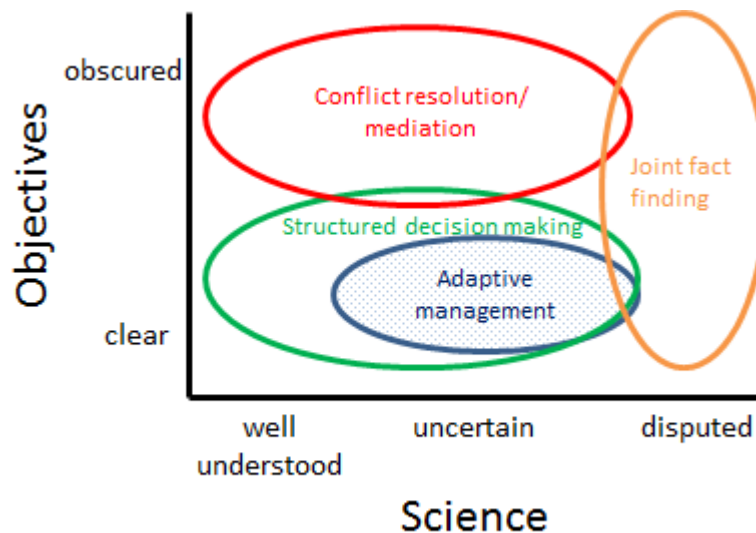 obscured
Objectives
clear
Conflict resolution/
mediation
Joint fact
finding
Structured decision making
Adaptive
management
well
understood
uncertain
disputed
Science